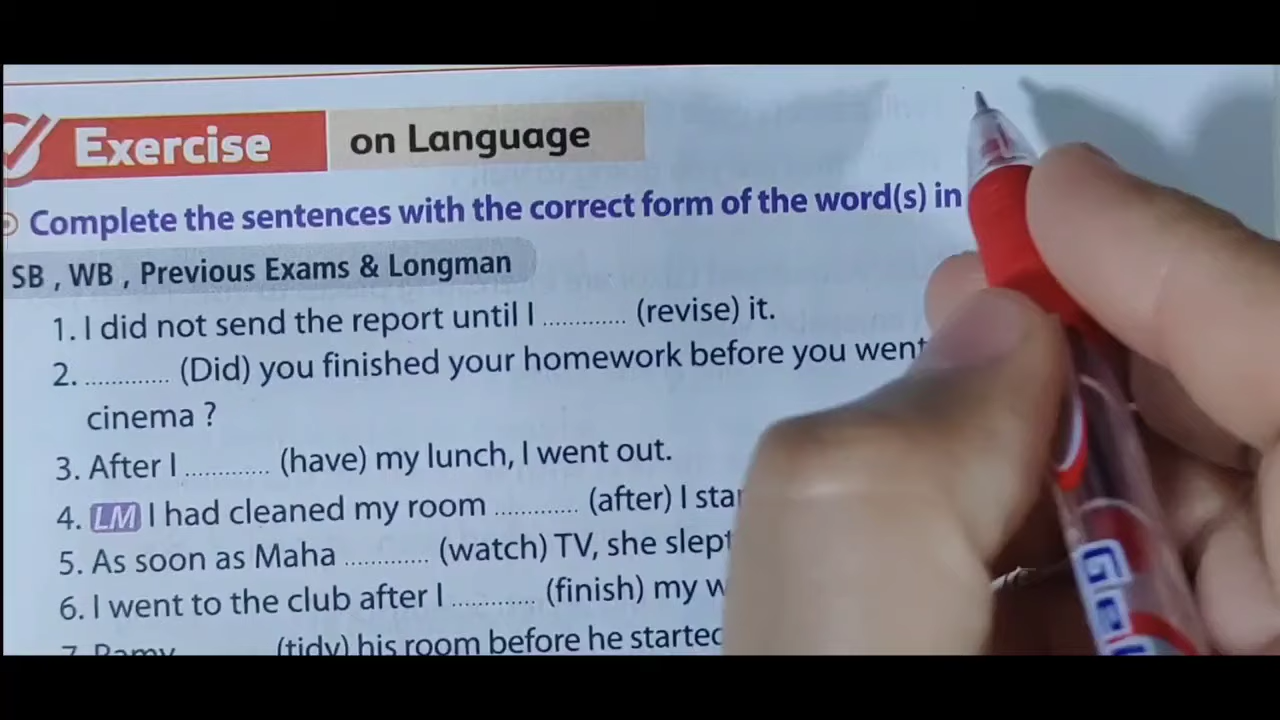 Exercise on Language
Complete the sentences with the correct form of the word(s) in
SB , WB , Previous Exams & Longman
1. I did not send the report until I ............. (revise) it.
2. ............. (Did) you finished your homework before you went
cinema ?
3. After I ............. (have) my lunch, I went out.
4. LM I had cleaned my room ............. (after) I
5. As soon as Maha ............. (watch) TV, she slept
6. I went to the club after I ............. (finish) my
7. Ramy (tidy) his room before he started
Gel